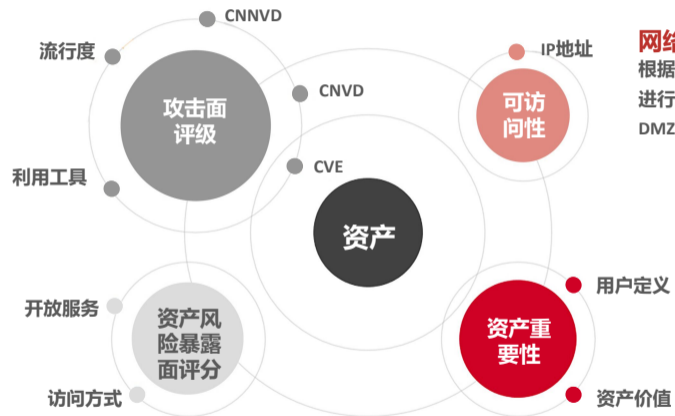 CNNVD
流行度
攻击面
评级
CNVD
利用工具
CVE
IP地址
可访
问性
网络
根据
进行
DMZ
资产
开放服务
资产风
险暴露
面评分
访问方式
用户定义
资产重
要性
资产价值